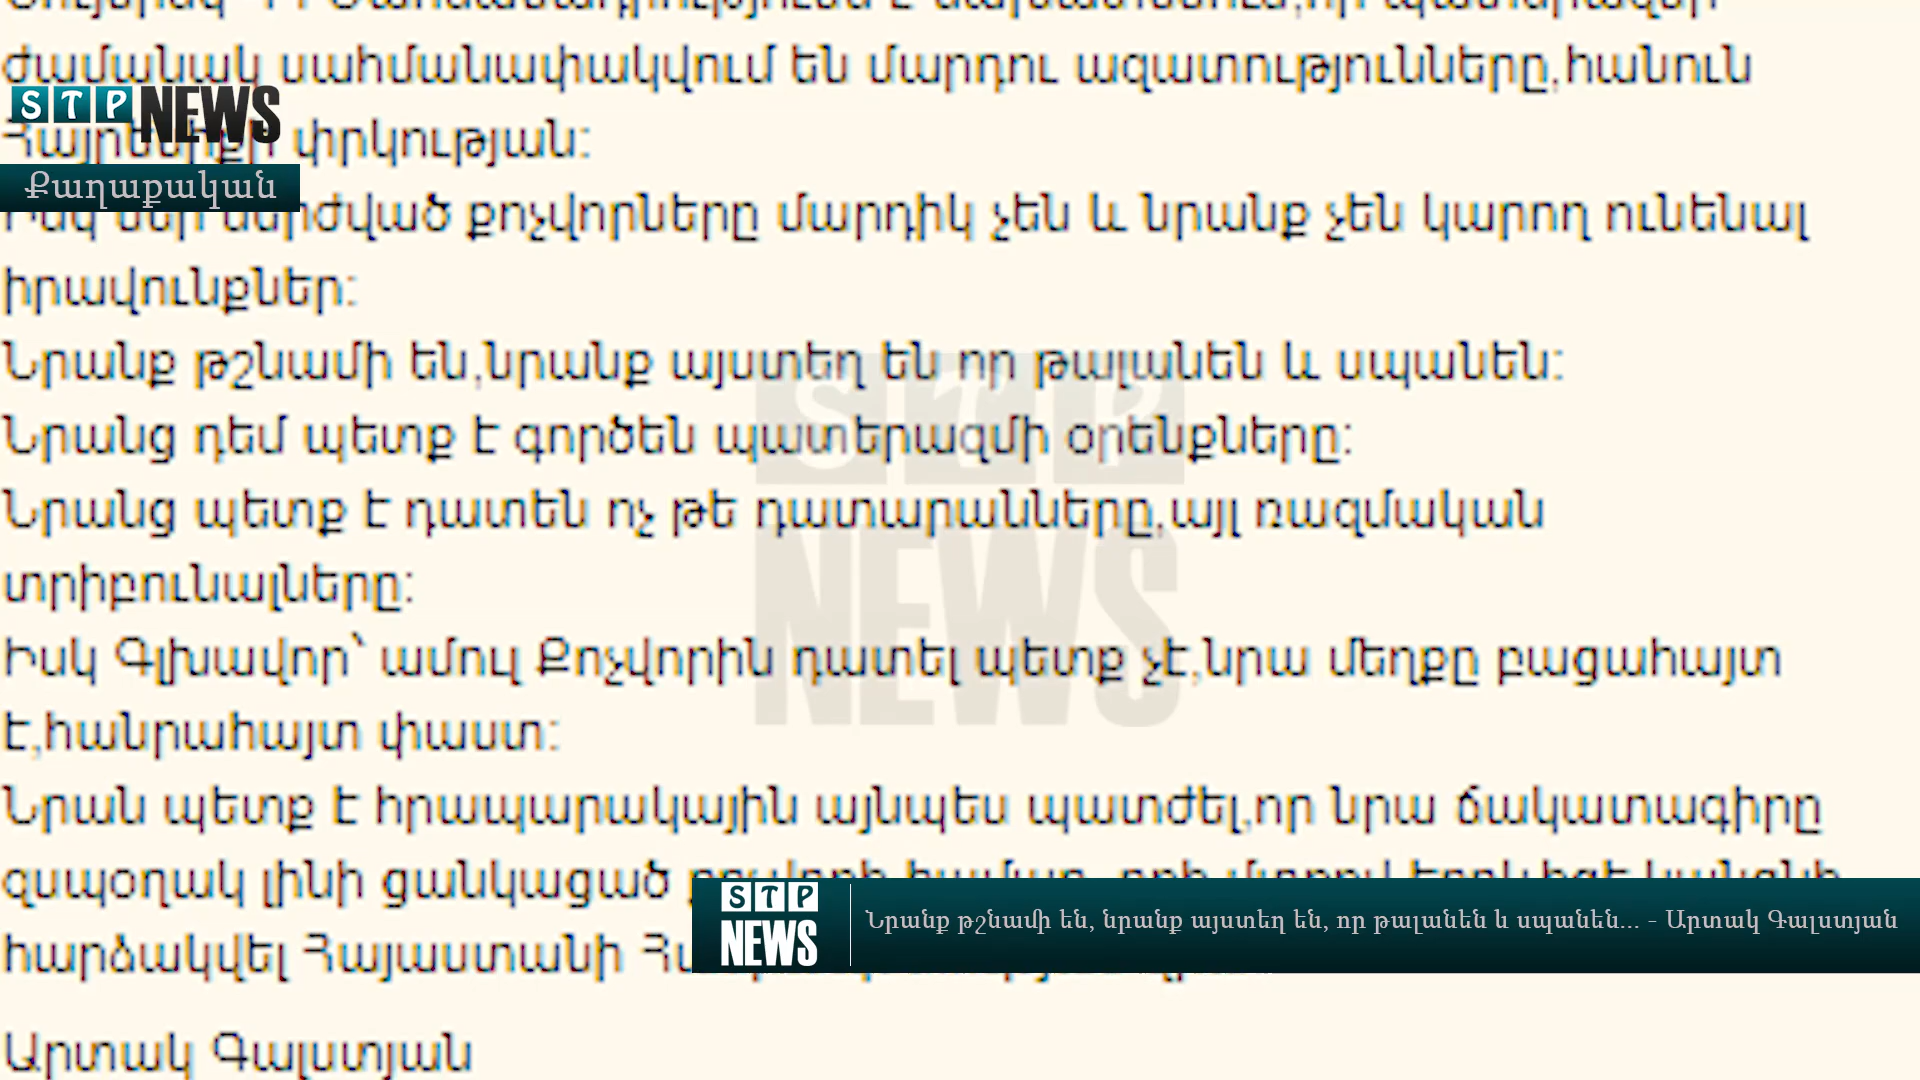 ժամանակ սահմանափակվում են մարդու ազատությունները,հանուն
STP NEWS
Հայրենիքի փրկության:
Քաղաքական
քոչվորները մարդիկ չեն և նրանք չեն կարող ունենալ
իրավունքներ:
Նրանք թշնամի են,նրանք այստեղ են որ թալանեն և սպանեն:
Նրանց դեմ պետք է գործեն պատերազմի օրենքները:
Նրանց պետք է դատեն ոչ թե դատարանները,այլ ռազմական
տրիբունալները:
STP NEWS
Իսկ Գլխավոր՝ ամուլ Քոչվորին դատել պետք չէ,նրա մեղքը բացահայտ
է,հանրահայտ փաստ:
Նրան պետք է հրապարակային այնպես պատժել,որ նրա ճակատագիրը
զսպօղակ լինի ցանկացած
հարձակվել Հայաստանի
STP NEWS
Նրանք թշնամի են, նրանք այստեղ են, որ թալանեն և սպանեն... - Արտակ Գալստյան
Արտակ Գալստյան